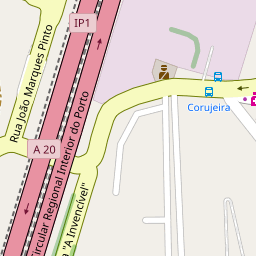 IP1
Rua João Marques Pinto
Corujeira
A 20
Circular Regional Interior do Porto
"A Invencível"